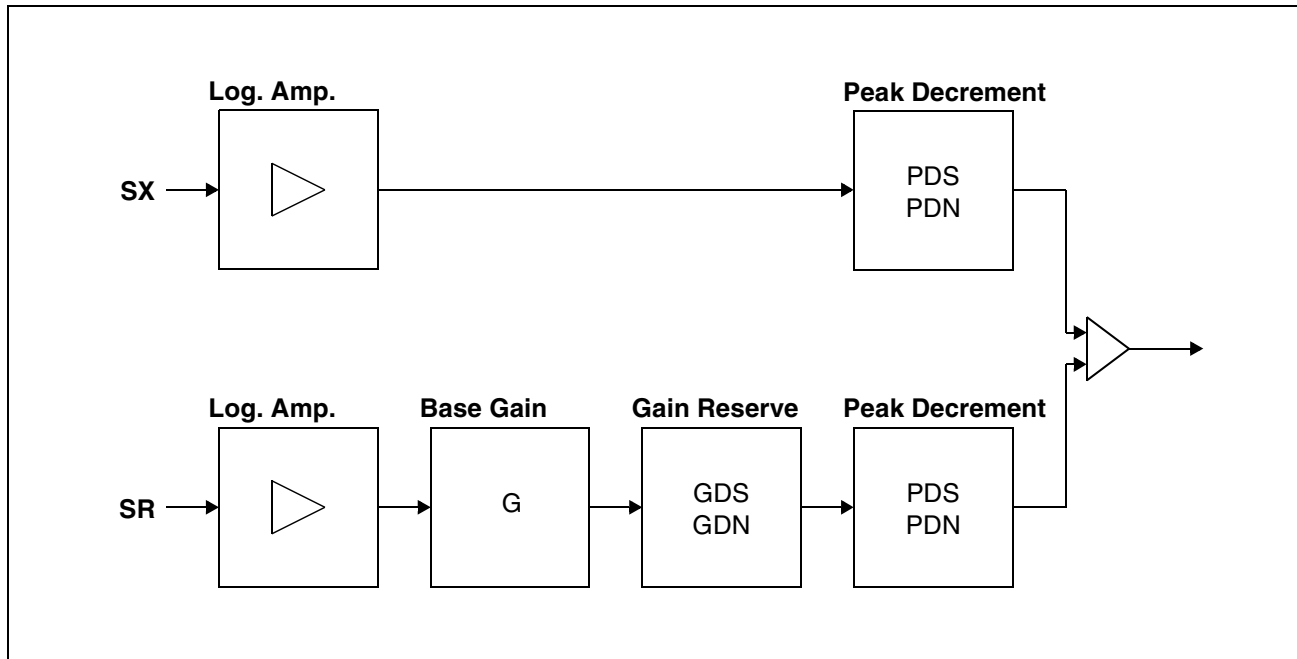 Log. Amp.
Peak Decrement
SX
PDS
PDN
Log. Amp.
Base Gain
Gain Reserve
Peak Decrement
SR
G
GDS
GDN
PDS
PDN